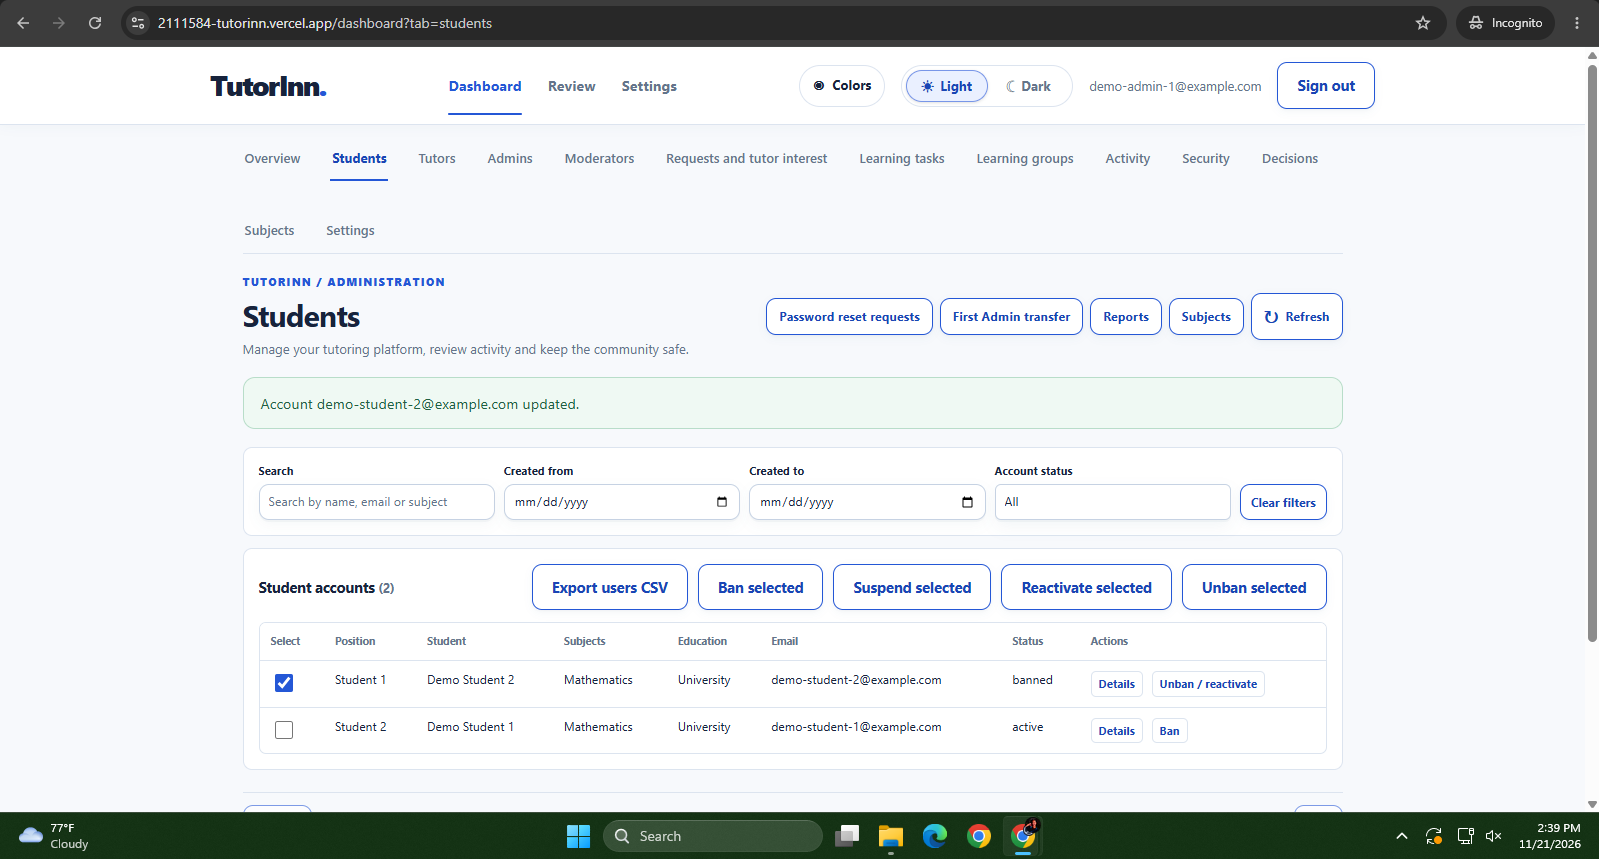 2111584-tutorinn.vercel.app/dashboard?tab=students
Incognito
TutorInn.
Dashboard Review Settings
Colors
Light
Dark
demo-admin-1@example.com
Sign out
Overview Students Tutors Admins Moderators Requests and tutor interest Learning tasks Learning groups Activity Security Decisions
Subjects Settings
TUTORINN / ADMINISTRATION
Students
Password reset requests First Admin transfer Reports Subjects Refresh
Manage your tutoring platform, review activity and keep the community safe.
Account demo-student-2@example.com updated.
Search Created from Created to Account status
Search by name, email or subject mm/dd/yyyy mm/dd/yyyy All Clear filters
Student accounts (2) Export users CSV Ban selected Suspend selected Reactivate selected Unban selected
Select Position Student Subjects Education Email Status Actions
Student 1 Demo Student 2 Mathematics University demo-student-2@example.com banned Details Unban / reactivate
Student 2 Demo Student 1 Mathematics University demo-student-1@example.com active Details Ban
77°F
Cloudy
Search
2:39 PM
11/21/2026